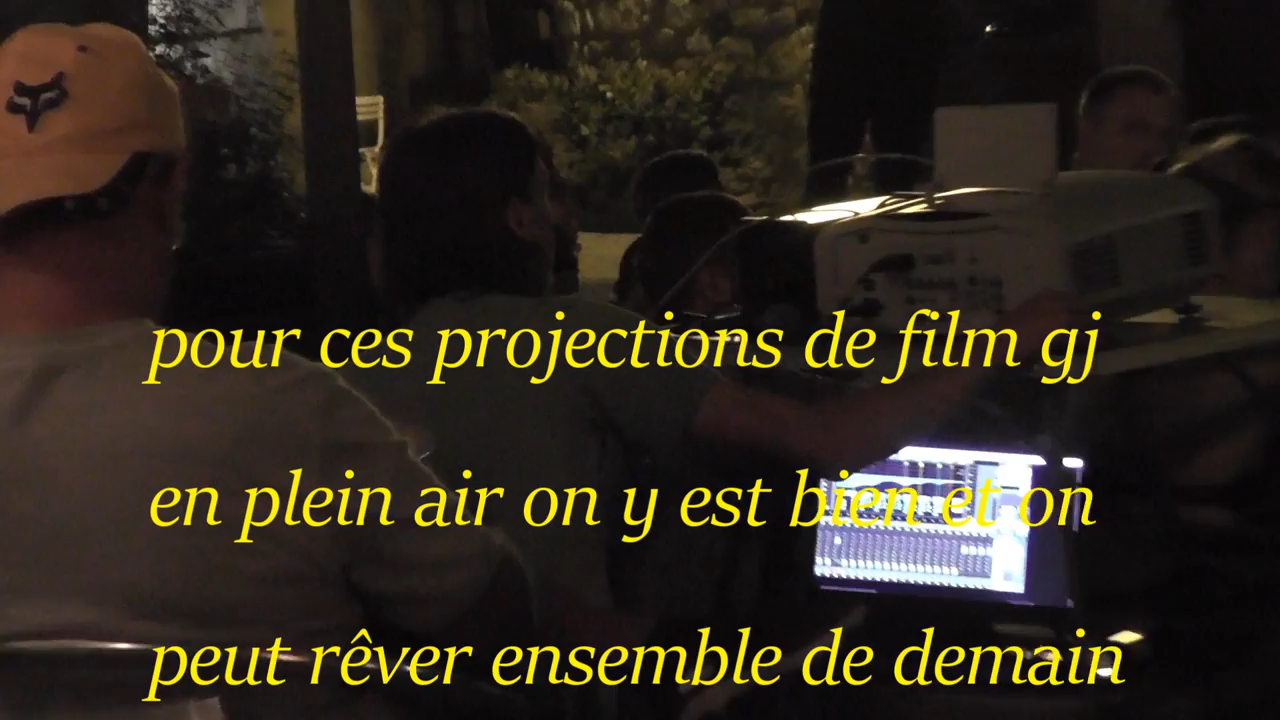 pour ces projections de film gj
en plein air on y est bien et on
peut rêver ensemble de demain